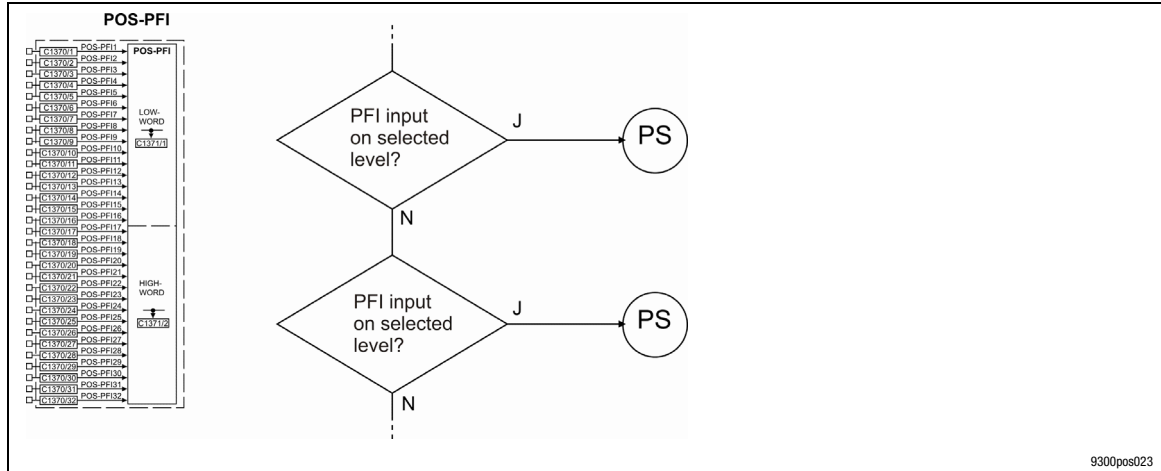 POS-PFI
C1370/1 POS-PFI1 POS-PFI
C1370/2 POS-PFI2
C1370/3 POS-PFI3
C1370/4 POS-PFI4
C1370/5 POS-PFI5
C1370/6 POS-PFI6
C1370/7 POS-PFI7
C1370/8 POS-PFI8
C1370/9 POS-PFI9
C1370/10 POS-PFI10
C1370/11 POS-PFI11
C1370/12 POS-PFI12
C1370/13 POS-PFI13
C1370/14 POS-PFI14
C1370/15 POS-PFI15
C1370/16 POS-PFI16
C1370/17 POS-PFI17
C1370/18 POS-PFI18
C1370/19 POS-PFI19
C1370/20 POS-PFI20
C1370/21 POS-PFI21
C1370/22 POS-PFI22
C1370/23 POS-PFI23
C1370/24 POS-PFI24
C1370/25 POS-PFI25
C1370/26 POS-PFI26
C1370/27 POS-PFI27
C1370/28 POS-PFI28
C1370/29 POS-PFI29
C1370/30 POS-PFI30
C1370/31 POS-PFI31
C1370/32 POS-PFI32
LOW-
WORD
C1371/1
HIGH-
WORD
C1371/2
PFI input
on selected
level?
J
PS
N
PFI input
on selected
level?
J
PS
N
9300pos023